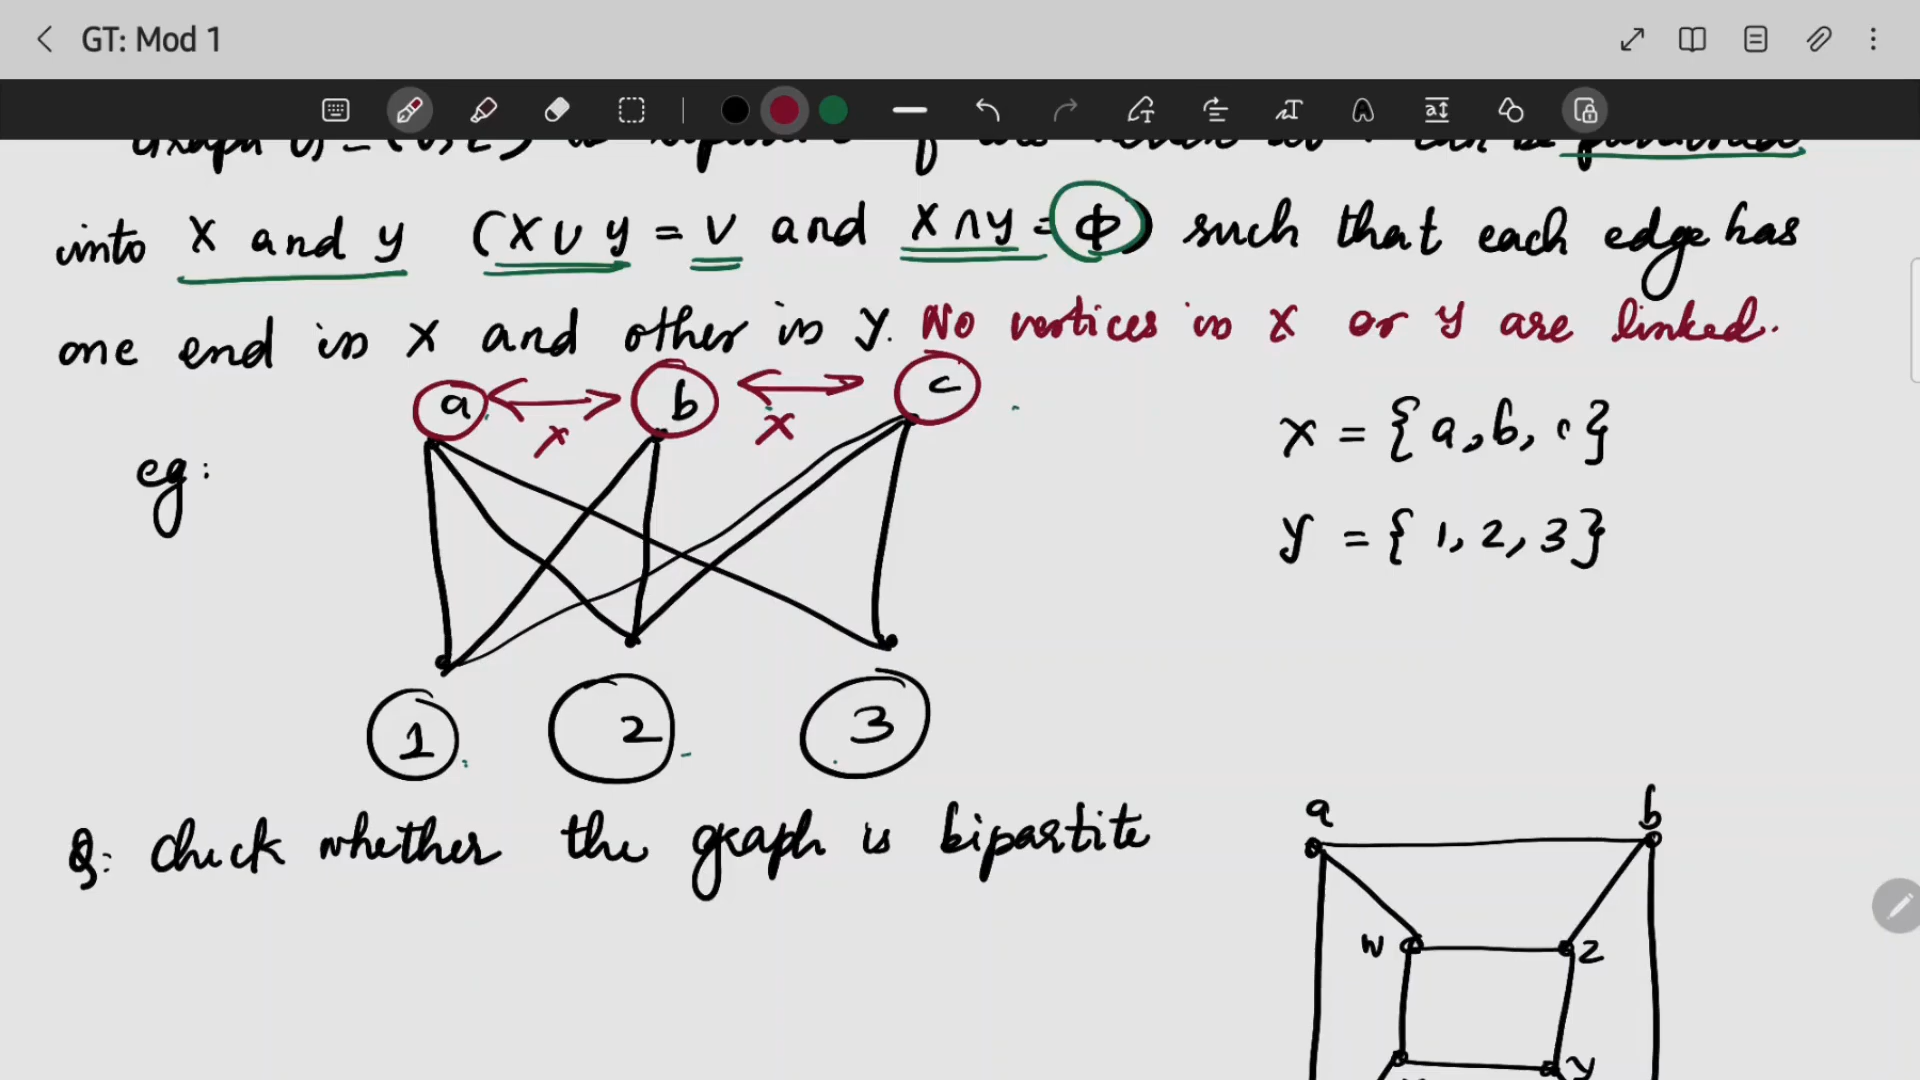 GT: Mod 1
into X and y (X ∪ y = V and X ∩ y = Φ) such that each edge has
one end in X and other in y. No vertices in X or y are linked.
a b c
x x
eg:
X = { a, b, c }
y = { 1, 2, 3 }
1 2 3
Q: Check whether the graph is bipartite
a b
w z
y